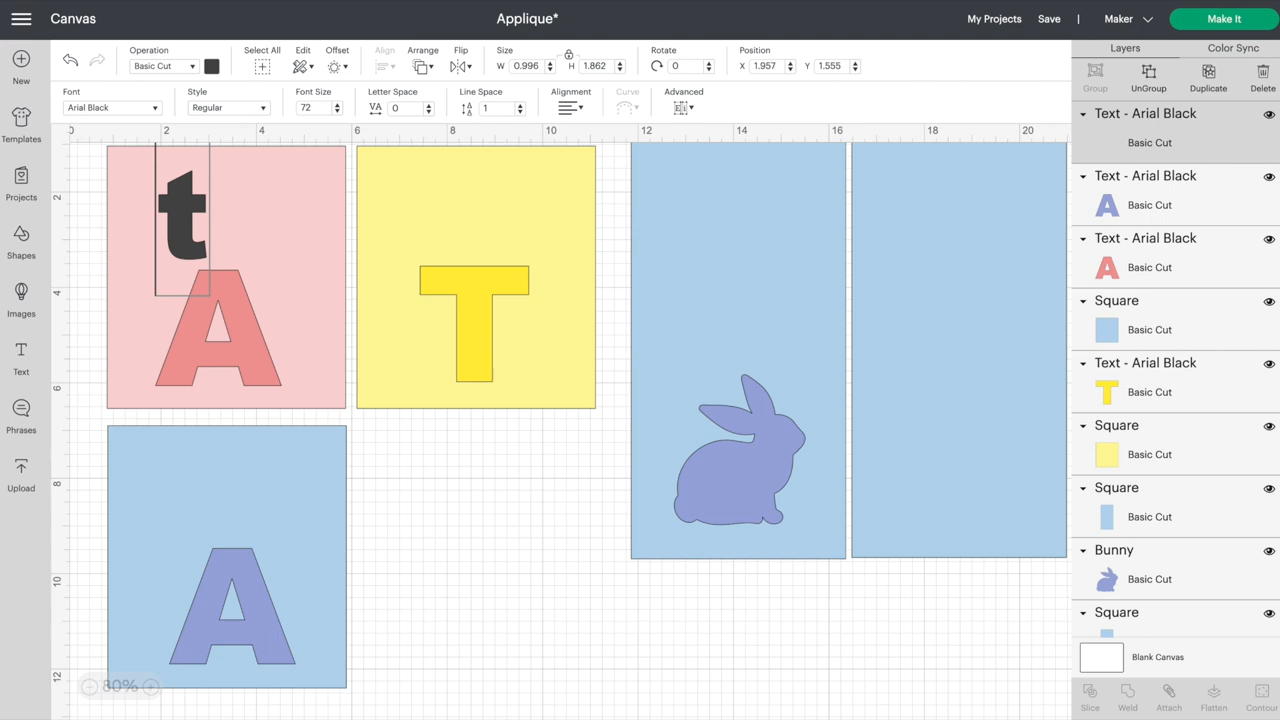 Canvas
Applique*
My Projects Save | Maker Make It
Operation
Basic Cut
Select All
Edit
Offset
Align
Arrange
Flip
Size
W 0.996
H 1.862
Rotate
0
Position
X 1.957
Y 1.555
Layers
Color Sync
Font
Arial Black
Style
Regular
Font Size
72
Letter Space
VA 0
Line Space
1
Alignment
Curve
Advanced
Group
UnGroup
Duplicate
Delete
New
Templates
Projects
Shapes
Images
Text
Phrases
Upload
0 2 4 6 8 10 12 14 16 18 20
2
4
6
8
10
12
t
A
T
A
80%
Text - Arial Black
Basic Cut
Text - Arial Black
A Basic Cut
Text - Arial Black
A Basic Cut
Square
Basic Cut
Text - Arial Black
T Basic Cut
Square
Basic Cut
Square
Basic Cut
Bunny
Basic Cut
Square
Blank Canvas
Slice
Weld
Attach
Flatten
Contour